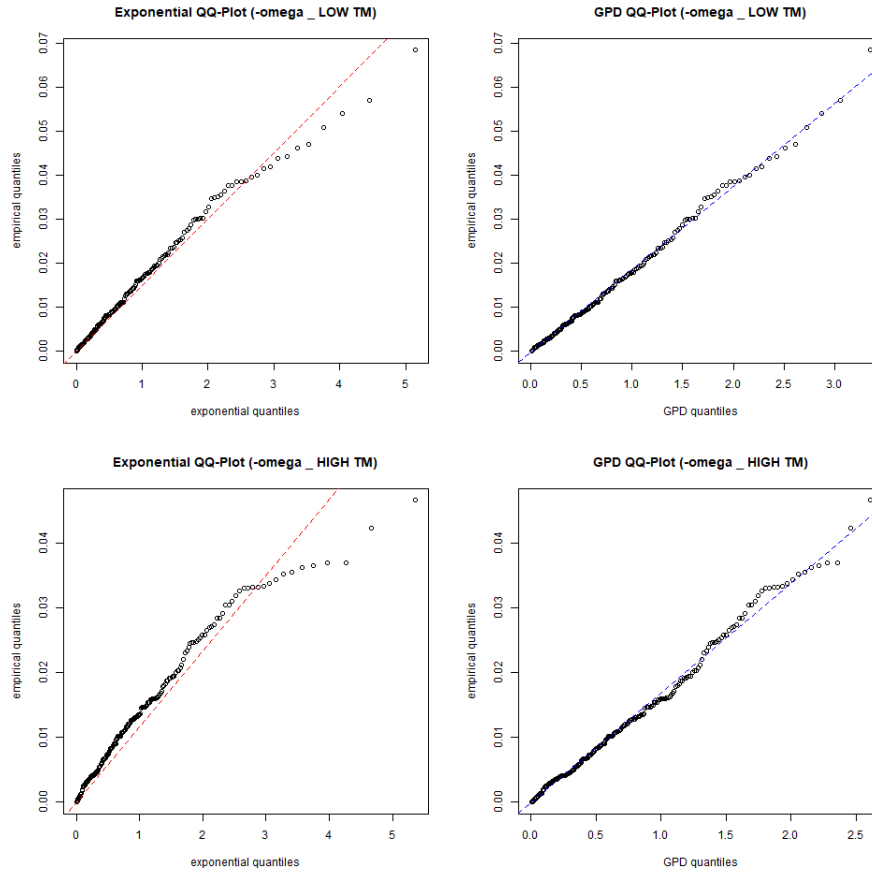 Exponential QQ-Plot (-omega _ LOW TM)
empirical quantiles
0.00 0.01 0.02 0.03 0.04 0.05 0.06 0.07
0 1 2 3 4 5
exponential quantiles
GPD QQ-Plot (-omega _ LOW TM)
empirical quantiles
0.00 0.01 0.02 0.03 0.04 0.05 0.06 0.07
0.0 0.5 1.0 1.5 2.0 2.5 3.0
GPD quantiles
Exponential QQ-Plot (-omega _ HIGH TM)
empirical quantiles
0.00 0.01 0.02 0.03 0.04
0 1 2 3 4 5
exponential quantiles
GPD QQ-Plot (-omega _ HIGH TM)
empirical quantiles
0.00 0.01 0.02 0.03 0.04
0.0 0.5 1.0 1.5 2.0 2.5
GPD quantiles